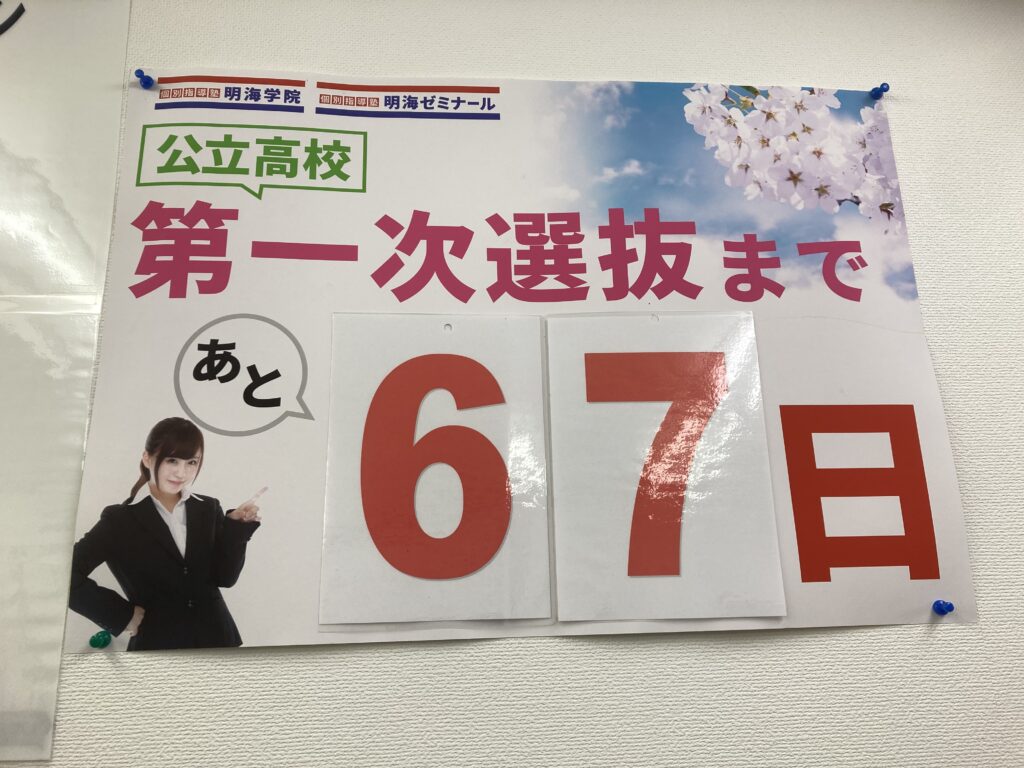 個別指導塾 明海学院 個別指導塾 明海ゼミナール
公立高校
第一次選抜まで
あと
67日